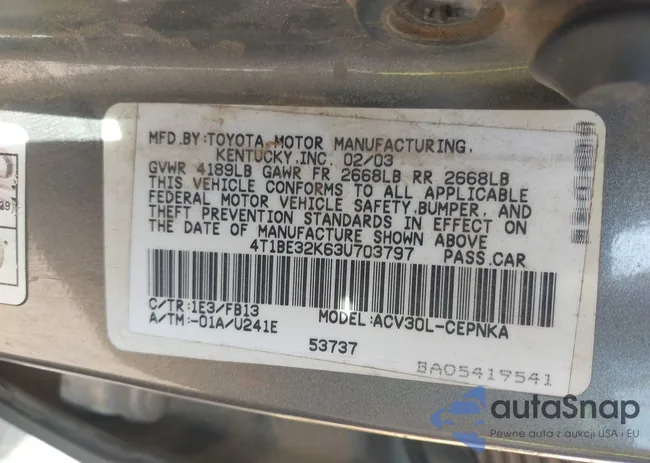 MFD.BY:TOYOTA MOTOR MANUFACTURING,
KENTUCKY,INC. 02/03
GVWR 4189LB GAWR FR 2668LB RR 2668LB
THIS VEHICLE CONFORMS TO ALL APPLICABLE
FEDERAL MOTOR VEHICLE SAFETY,BUMPER, AND
THEFT PREVENTION STANDARDS IN EFFECT ON
THE DATE OF MANUFACTURE SHOWN ABOVE
4T1BE32K63U703797 PASS.CAR
C/TR:1E3/FB13 MODEL:ACV30L-CEPNKA
A/TM:-01A/U241E
53737
BA05419541
autaSnap
Pewne auta z aukcji USA i EU